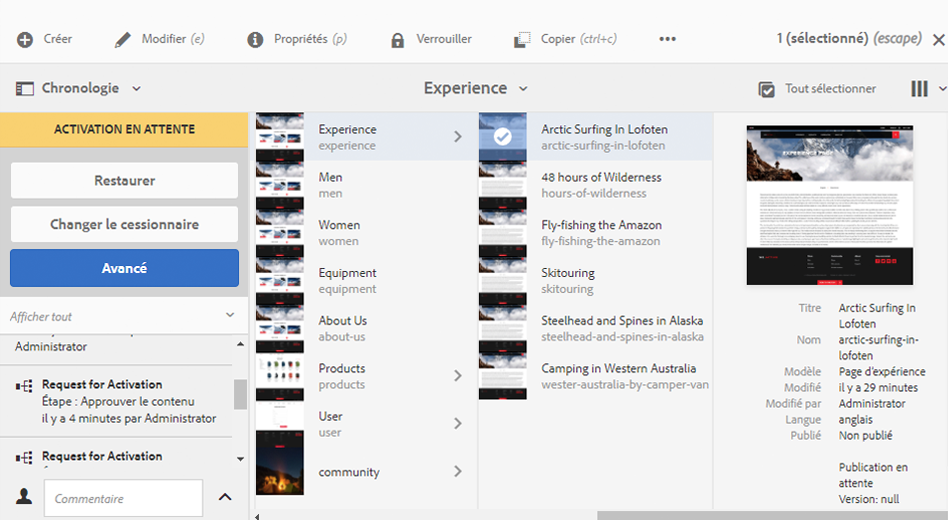 Créer
Modifier (e)
Propriétés (p)
Verrouiller
Copier (ctrl+c)
1 (sélectionné) (escape)
Chronologie
Experience
Tout sélectionner
ACTIVATION EN ATTENTE
Restaurer
Changer le cessionnaire
Avancé
Afficher tout
Administrator
Request for Activation
Étape : Approuver le contenu
il y a 4 minutes par Administrator
Request for Activation
Commentaire
Experience
experience
Men
men
Women
women
Equipment
equipment
About Us
about-us
Products
products
User
user
community
Arctic Surfing In Lofoten
arctic-surfing-in-lofoten
48 hours of Wilderness
hours-of-wilderness
Fly-fishing the Amazon
fly-fishing-the-amazon
Skitouring
skitouring
Steelhead and Spines in Alaska
steelhead-and-spines-in-alaska
Camping in Western Australia
wester-australia-by-camper-van
Titre Arctic Surfing In
Lofoten
Nom arctic-surfing-in-
lofoten
Modèle Page d'expérience
Modifié il y a 29 minutes
Modifié par Administrator
Langue anglais
Publié Non publié
Publication en
attente
Version: null